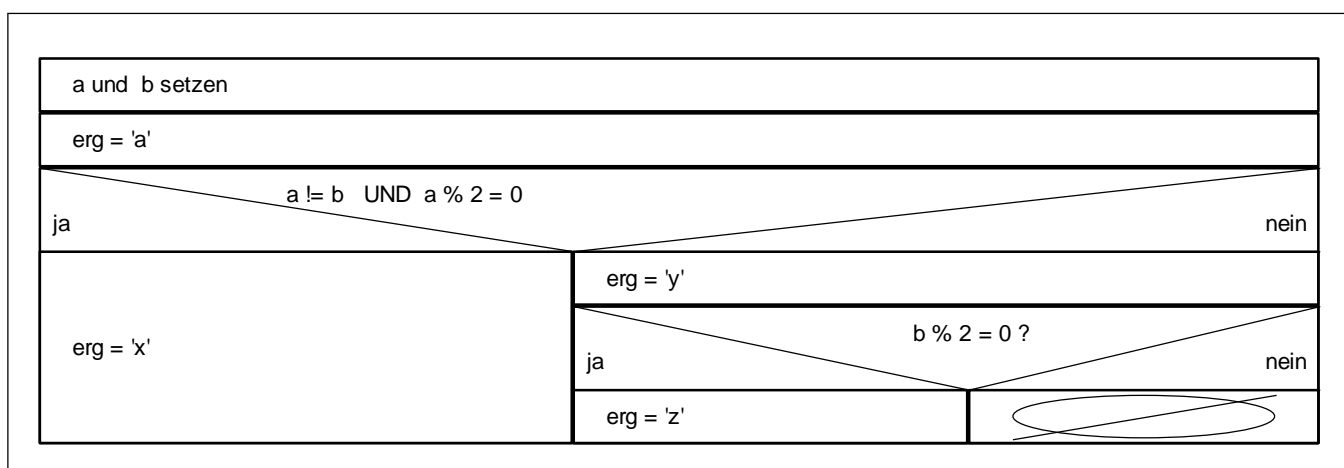 a und b setzen
erg = 'a'
a != b UND a % 2 = 0
ja
nein
erg = 'y'
erg = 'x'
b % 2 = 0 ?
ja
nein
erg = 'z'